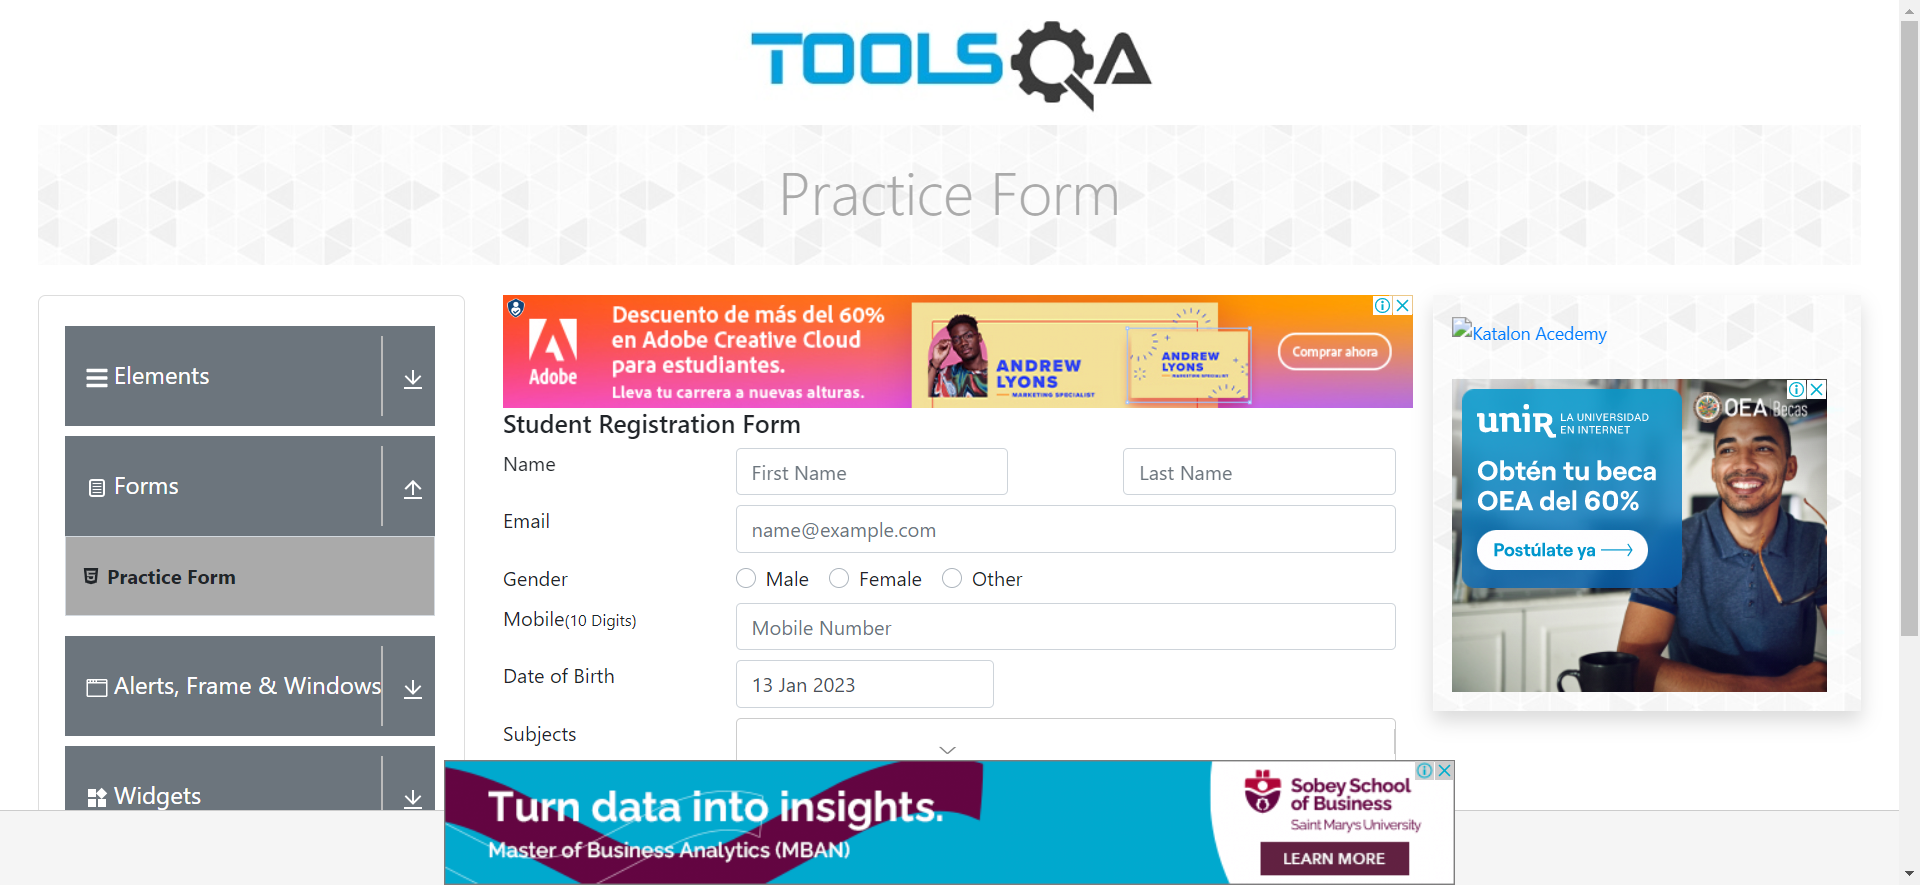 TOOLSQA
Practice Form
Elements
Forms
Practice Form
Alerts, Frame & Windows
Widgets
Adobe
Descuento de más del 60%
en Adobe Creative Cloud
para estudiantes.
Lleva tu carrera a nuevas alturas.
ANDREW
LYONS
MARKETING SPECIALIST
ANDREW
LYONS
MARKETING SPECIALIST
Comprar ahora
Student Registration Form
Name
First Name
Last Name
Email
name@example.com
Gender
Male
Female
Other
Mobile(10 Digits)
Mobile Number
Date of Birth
13 Jan 2023
Subjects
Katalon Acedemy
unir LA UNIVERSIDAD
EN INTERNET
OEA Becas
Obtén tu beca
OEA del 60%
Postúlate ya
Turn data into insights.
Master of Business Analytics (MBAN)
Sobey School
of Business
Saint Mary's University
LEARN MORE